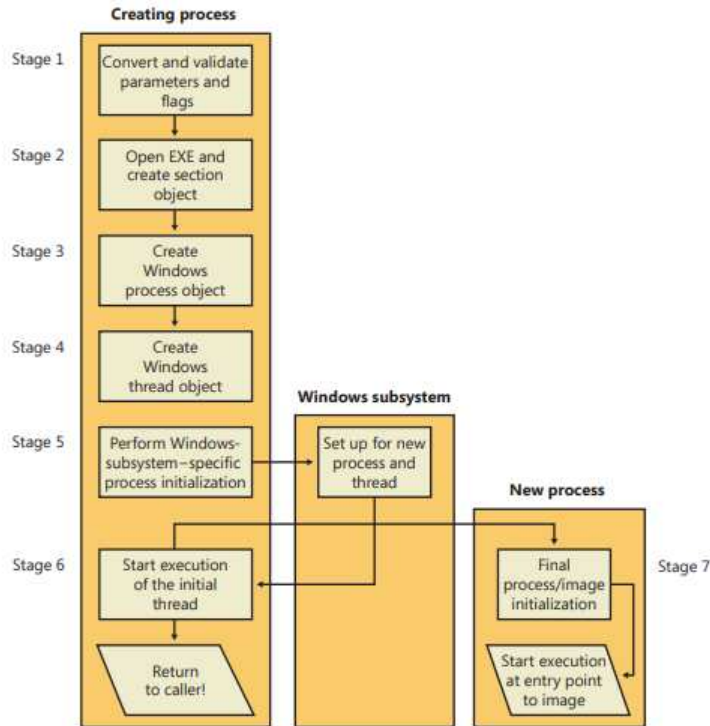 Creating process
Stage 1
Convert and validate
parameters and
flags
Stage 2
Open EXE and
create section
object
Stage 3
Create
Windows
process object
Stage 4
Create
Windows
thread object
Windows subsystem
Stage 5
Perform Windows-
subsystem–specific
process initialization
Set up for new
process and
thread
New process
Stage 6
Start execution
of the initial
thread
Final
process/image
initialization
Stage 7
Return
to caller!
Start execution
at entry point
to image